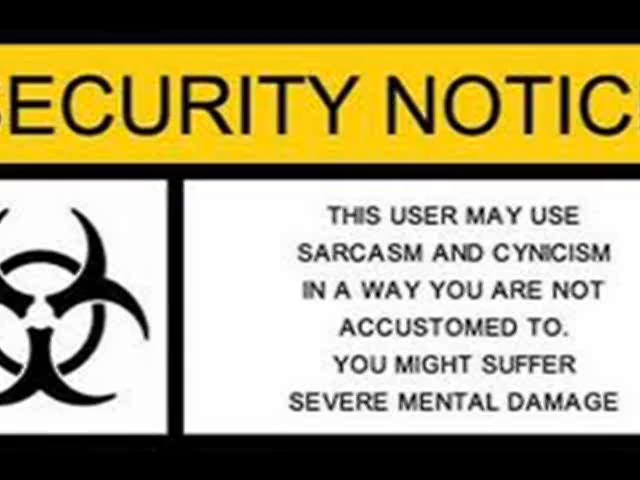 SECURITY NOTIC
THIS USER MAY USE
SARCASM AND CYNICISM
IN A WAY YOU ARE NOT
ACCUSTOMED TO.
YOU MIGHT SUFFER
SEVERE MENTAL DAMAGE